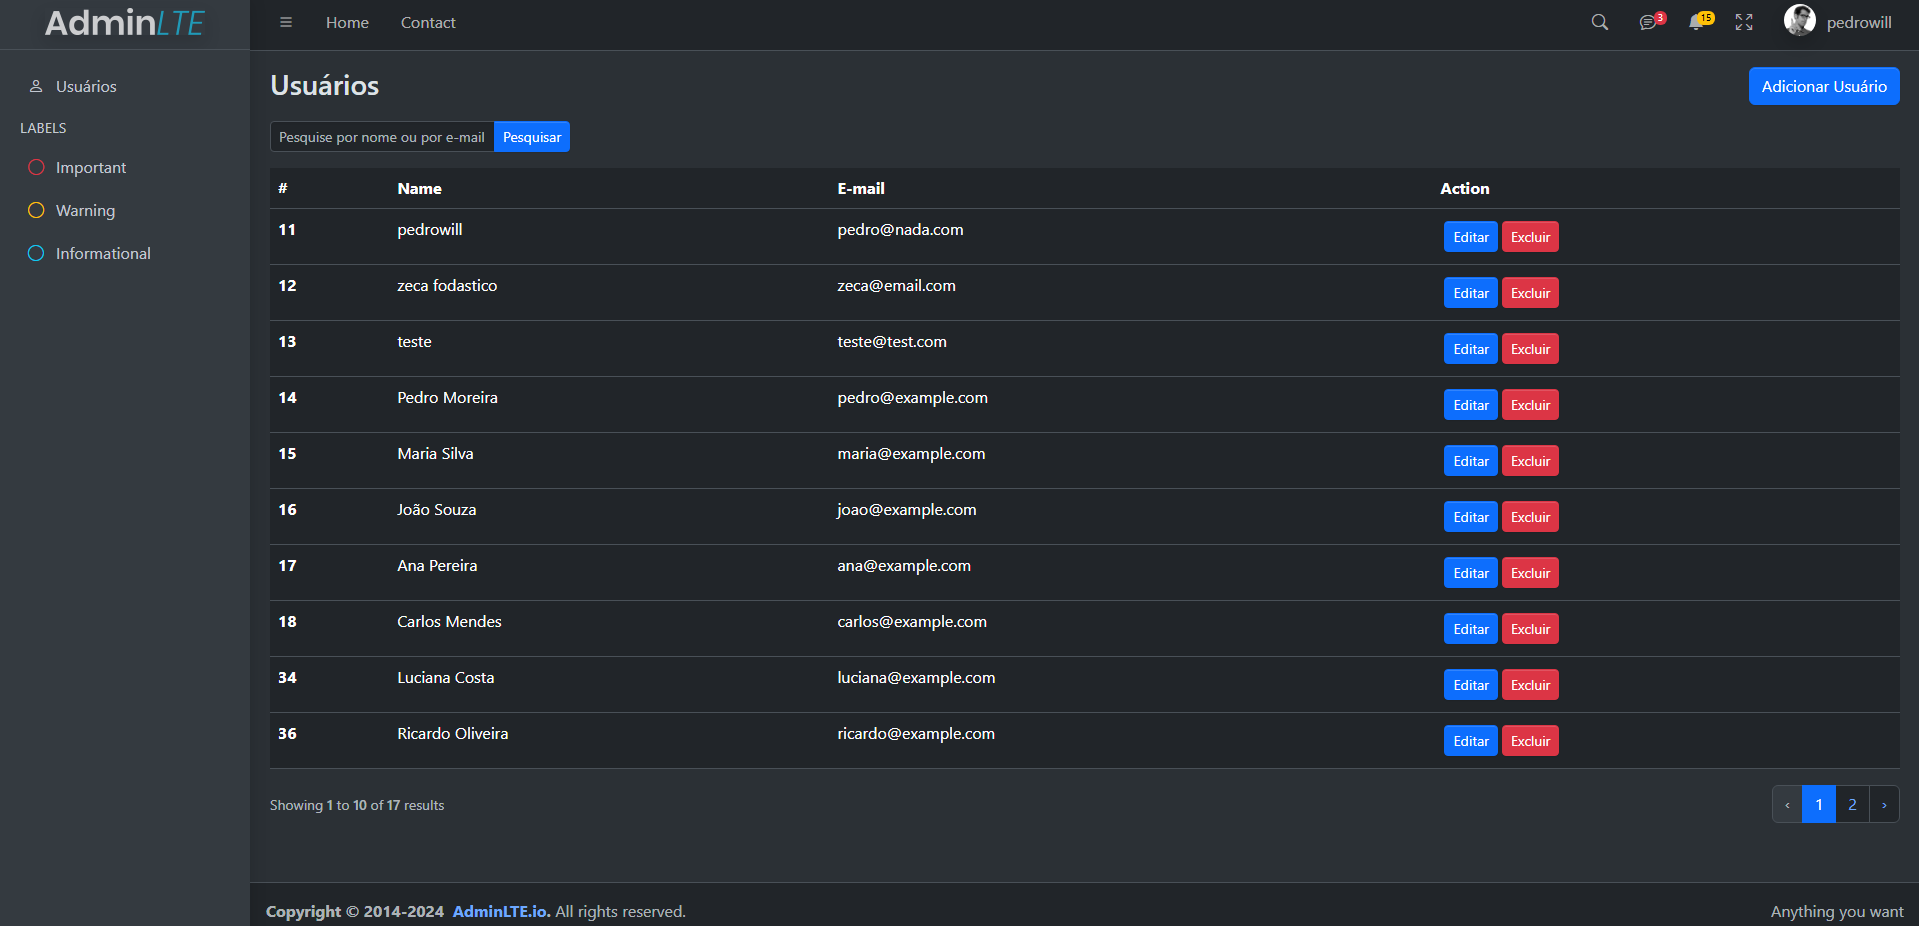 AdminLTE
Home
Contact
3
15
pedrowill
Usuários
LABELS
Important
Warning
Informational
Usuários
Adicionar Usuário
Pesquise por nome ou por e-mail
Pesquisar
# Name E-mail Action
11 pedrowill pedro@nada.com Editar Excluir
12 zeca fodastico zeca@email.com Editar Excluir
13 teste teste@test.com Editar Excluir
14 Pedro Moreira pedro@example.com Editar Excluir
15 Maria Silva maria@example.com Editar Excluir
16 João Souza joao@example.com Editar Excluir
17 Ana Pereira ana@example.com Editar Excluir
18 Carlos Mendes carlos@example.com Editar Excluir
34 Luciana Costa luciana@example.com Editar Excluir
36 Ricardo Oliveira ricardo@example.com Editar Excluir
Showing 1 to 10 of 17 results
‹ 1 2 ›
Copyright © 2014-2024 AdminLTE.io. All rights reserved.
Anything you want